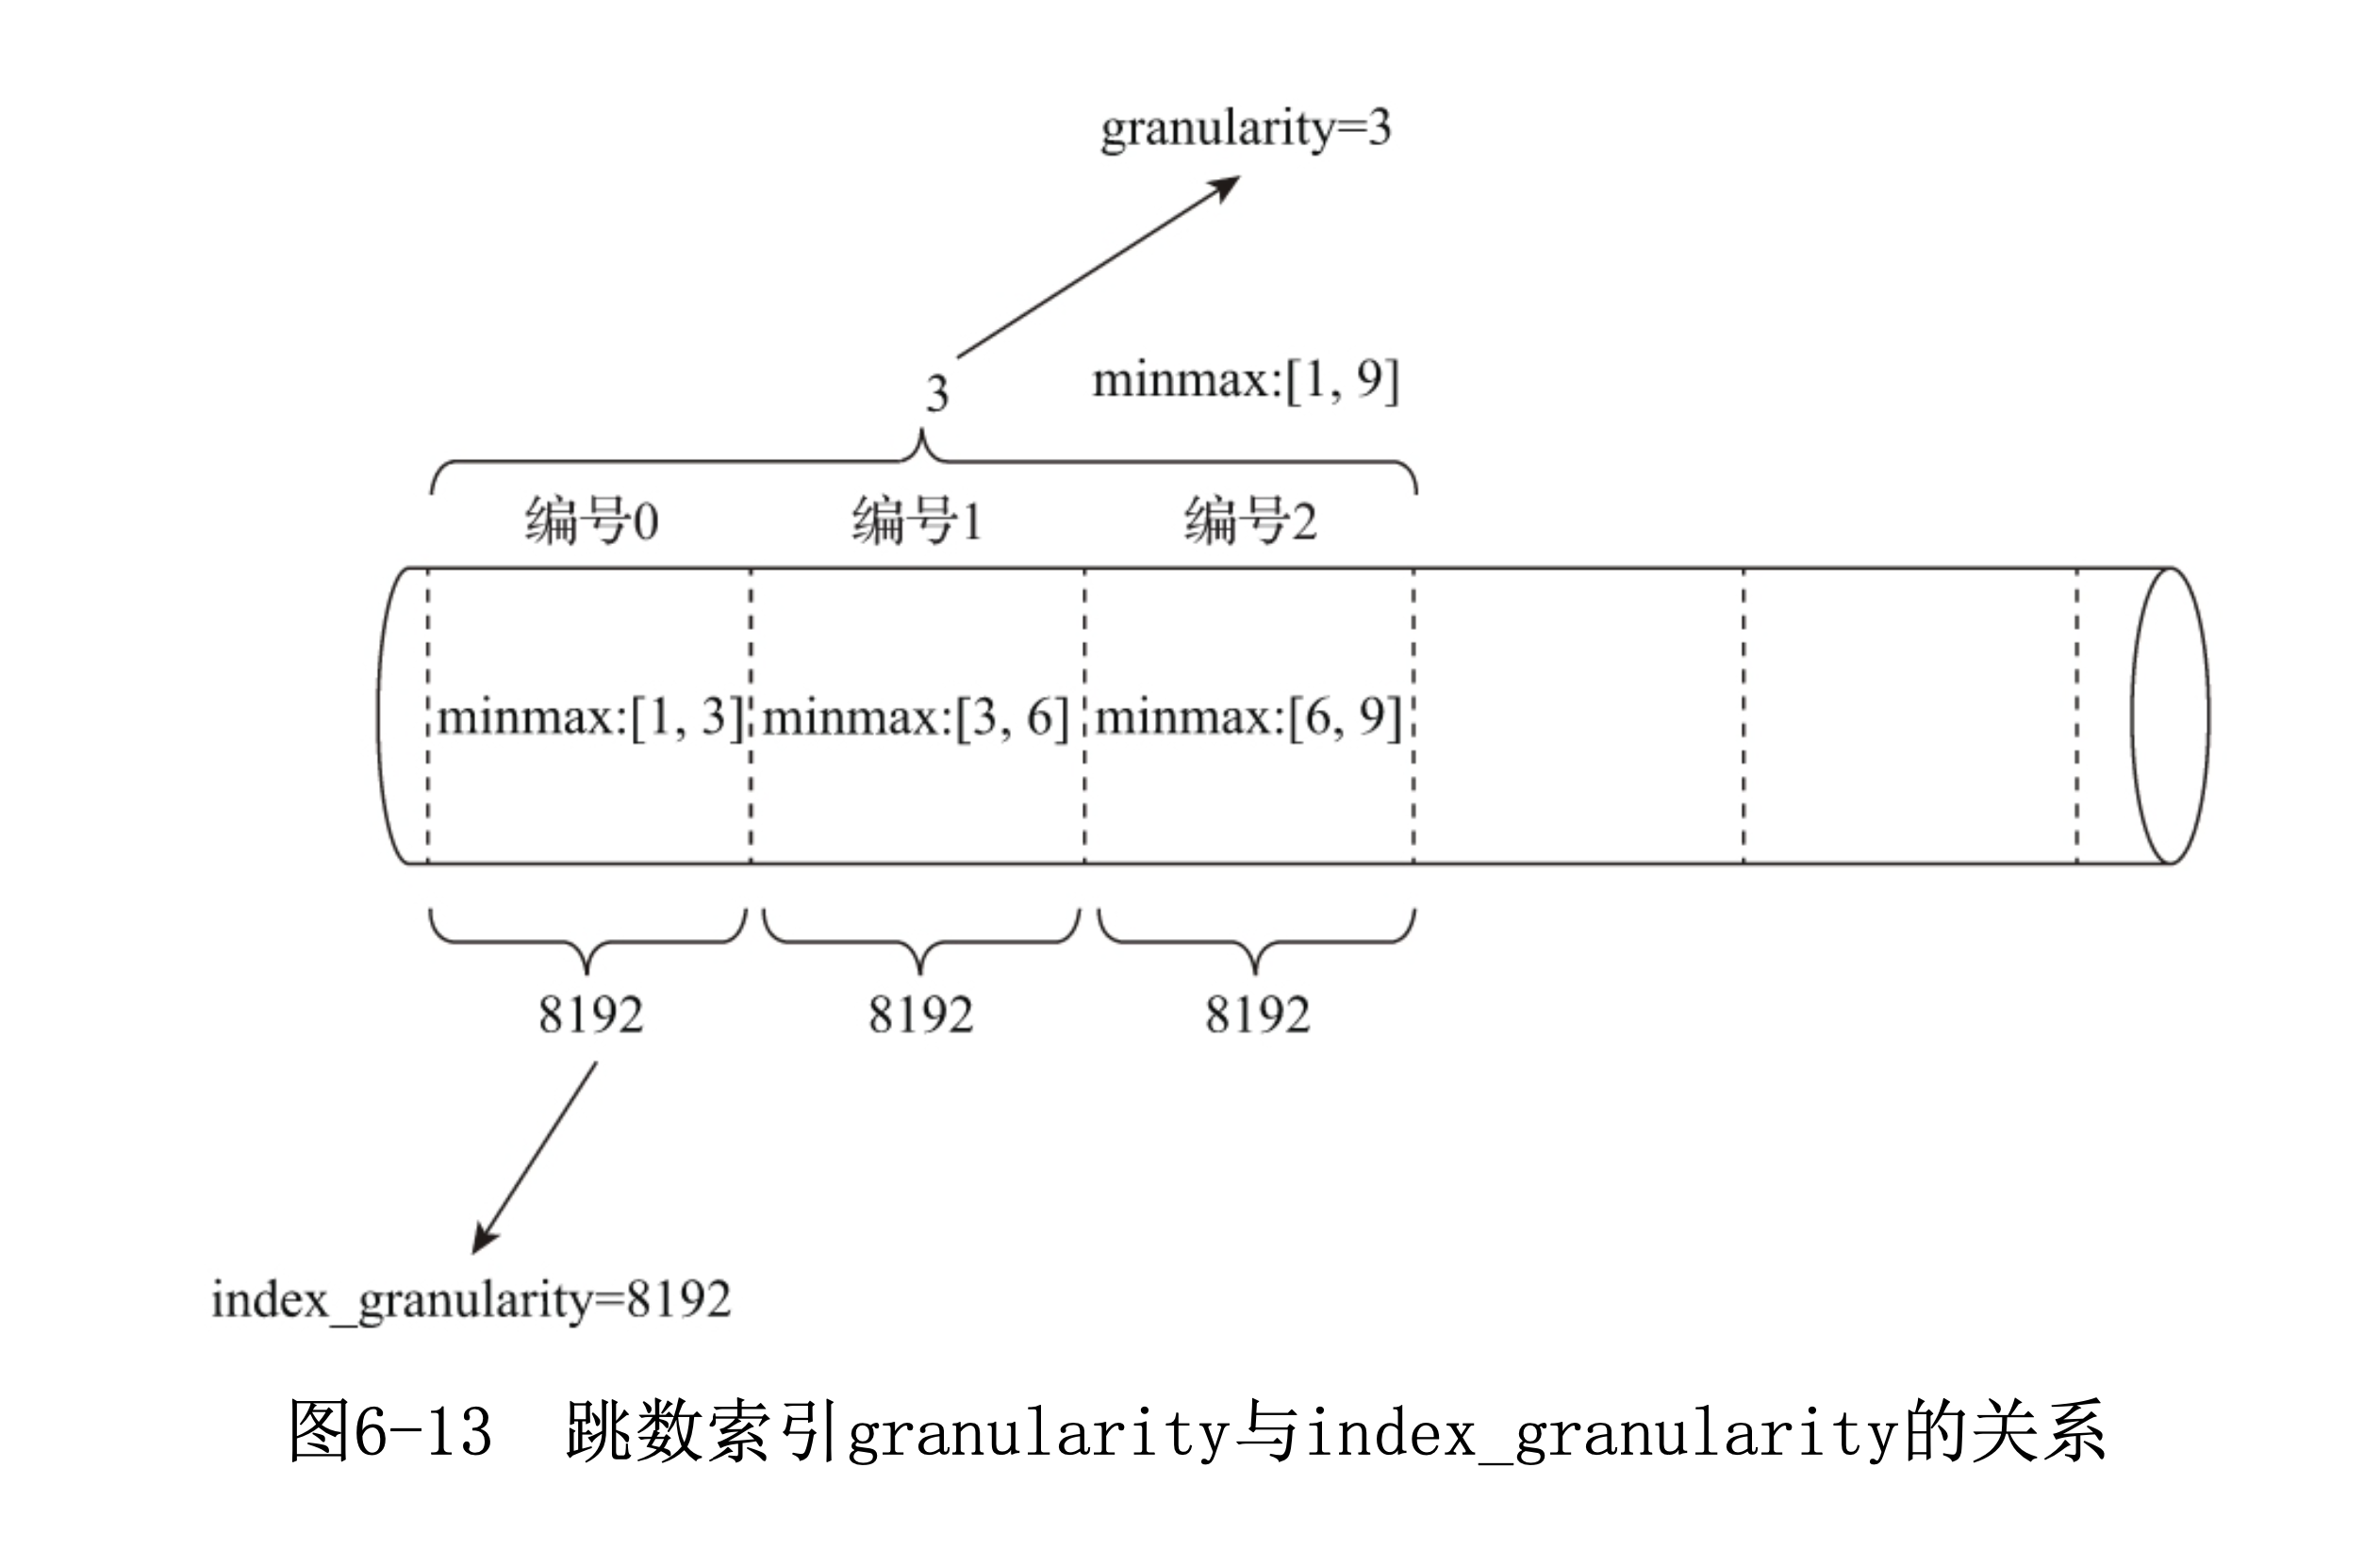 granularity=3
3
minmax:[1, 9]
编号0
编号1
编号2
minmax:[1, 3]
minmax:[3, 6]
minmax:[6, 9]
8192
8192
8192
index_granularity=8192
图6-13 跳数索引granularity与index_granularity的关系